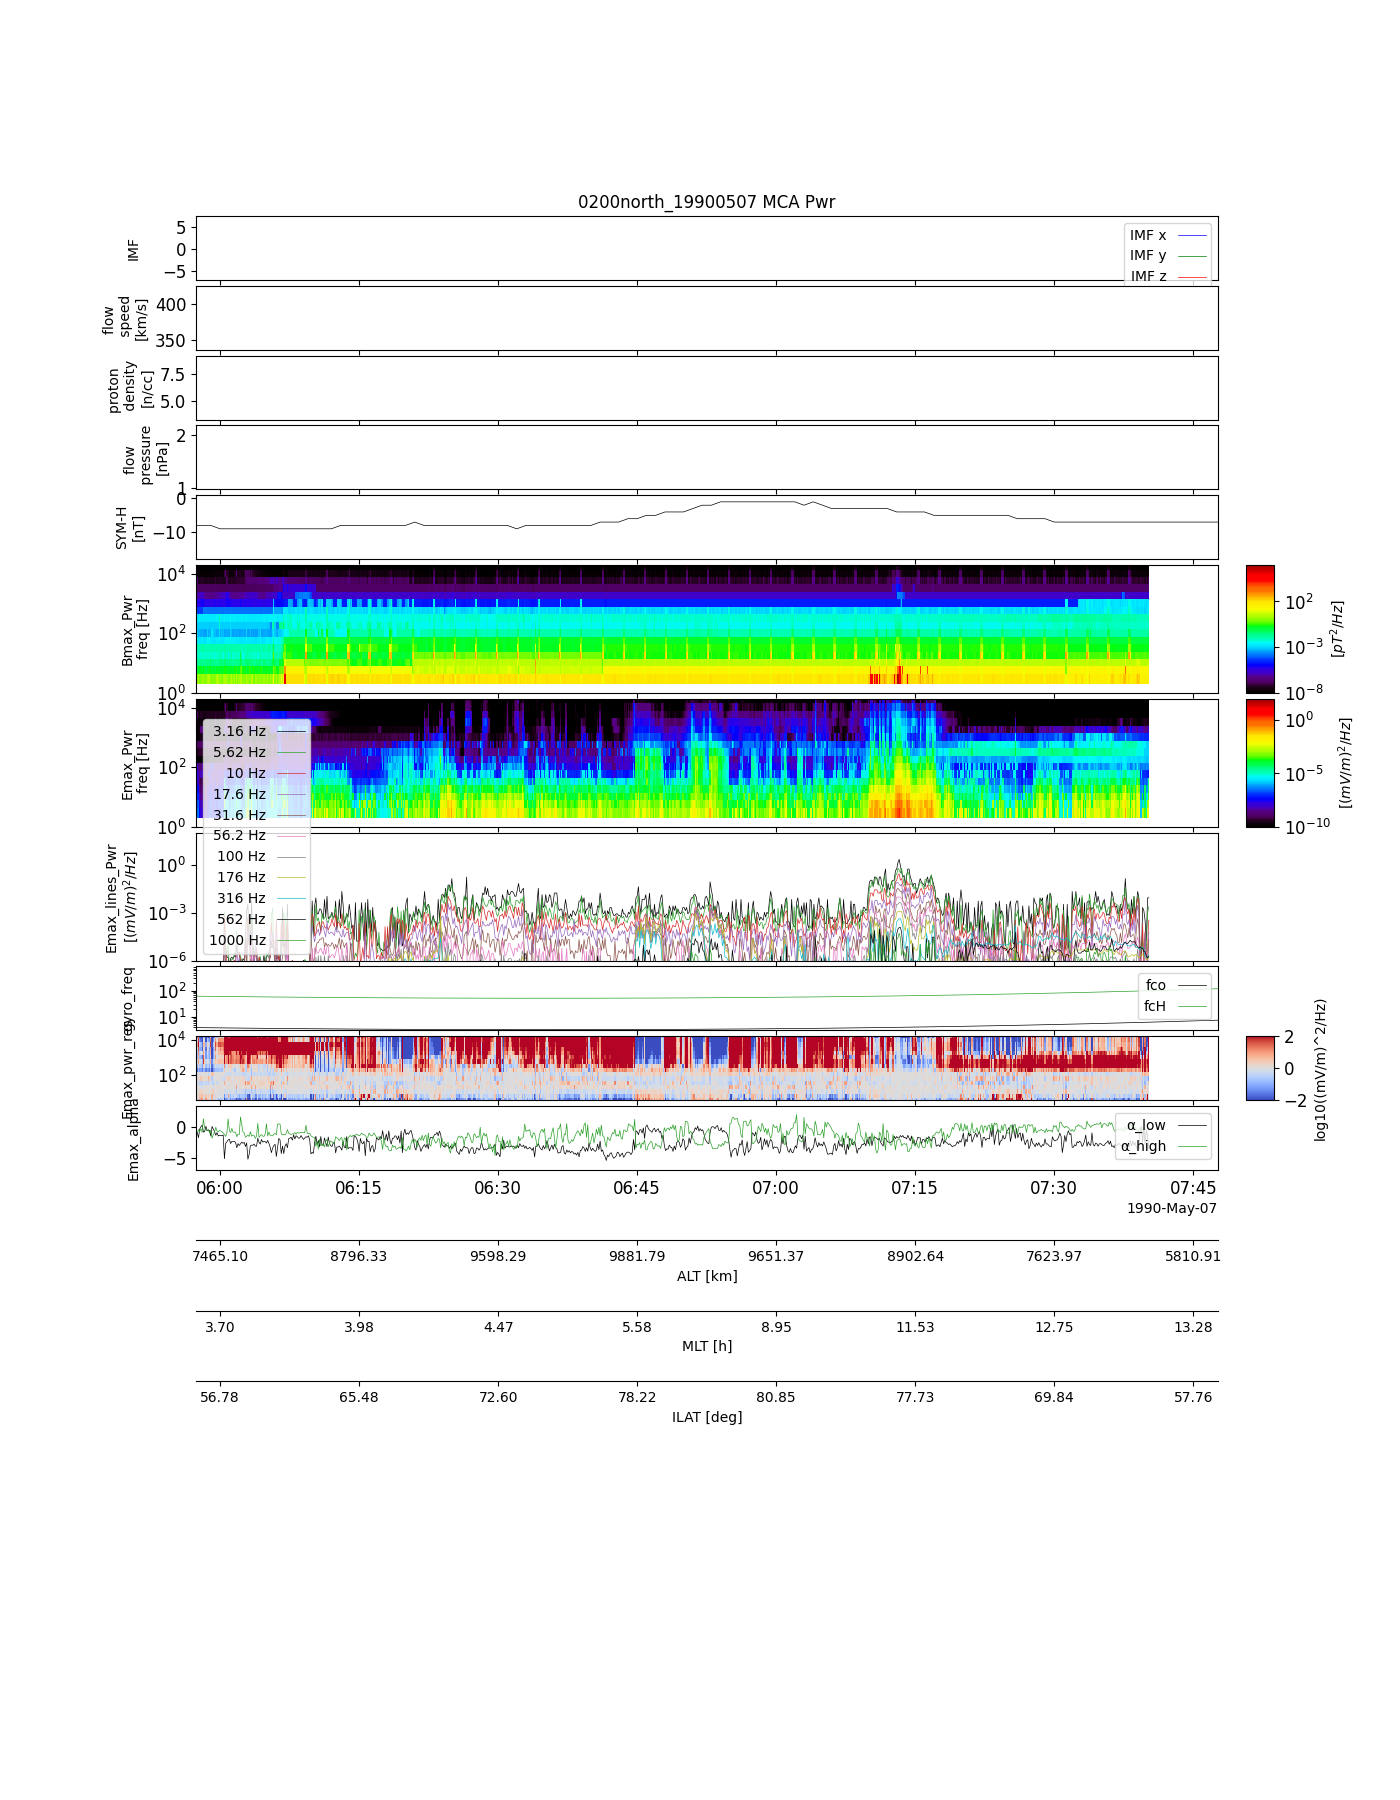 0200north_19900507 MCA Pwr
IMF
5
0
−5
IMF x
IMF y
IMF z
flow
speed
[km/s]
400
350
proton
density
[n/cc]
7.5
5.0
flow
pressure
[nPa]
2
1
SYM-H
[nT]
0
−10
Bmax_Pwr
freq [Hz]
10^4
10^2
10^0
10^2
10^−3
10^−8
[pT^2/Hz]
Emax_Pwr
freq [Hz]
10^4
10^2
10^0
10^0
10^−5
10^−10
[(mV/m)^2/Hz]
3.16 Hz
5.62 Hz
10 Hz
17.6 Hz
31.6 Hz
56.2 Hz
100 Hz
176 Hz
316 Hz
562 Hz
1000 Hz
Emax_lines_Pwr
[(mV/m)^2/Hz]
10^0
10^−3
10^−6
gyro_freq
10^2
10^1
fco
fcH
Emax_pwr_reg
10^4
10^2
2
0
−2
log10((mV/m)^2/Hz)
Emax_alpha
0
−5
α_low
α_high
06:00 06:15 06:30 06:45 07:00 07:15 07:30 07:45
1990-May-07
7465.10 8796.33 9598.29 9881.79 9651.37 8902.64 7623.97 5810.91
ALT [km]
3.70 3.98 4.47 5.58 8.95 11.53 12.75 13.28
MLT [h]
56.78 65.48 72.60 78.22 80.85 77.73 69.84 57.76
ILAT [deg]